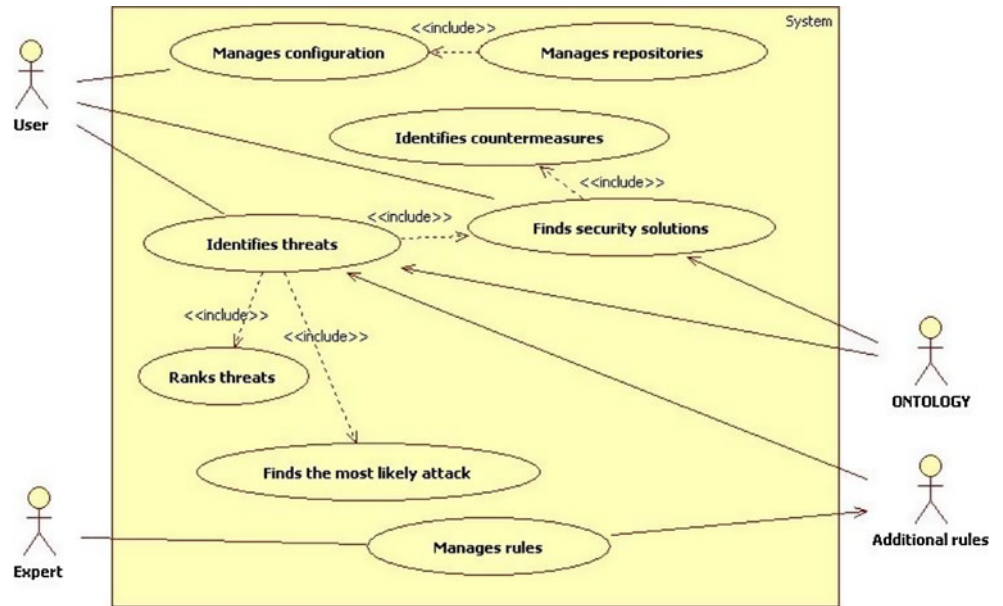 System
<<include>>
Manages configuration
Manages repositories
User
Identifies countermeasures
<<include>>
<<include>>
Finds security solutions
Identifies threats
<<include>>
<<include>>
Ranks threats
ONTOLOGY
Finds the most likely attack
Additional rules
Manages rules
Expert